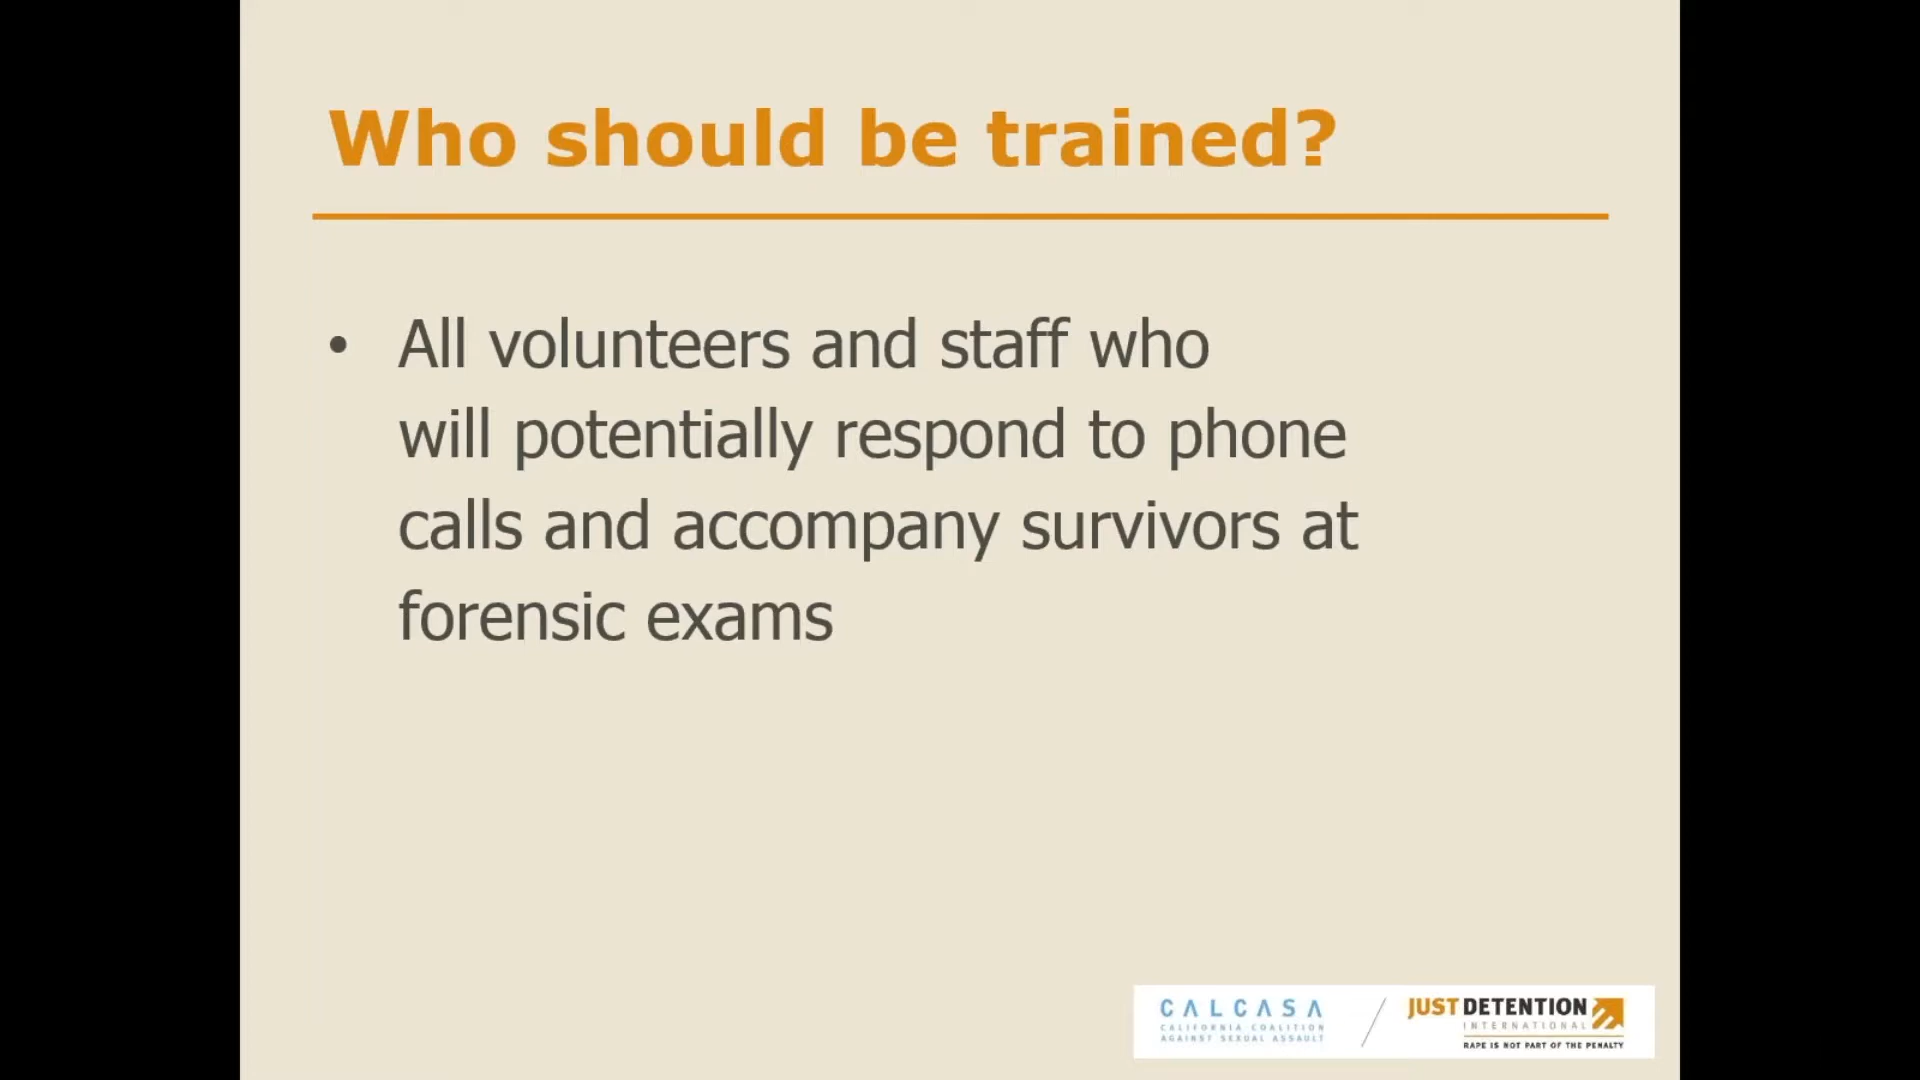 Who should be trained?
• All volunteers and staff who
will potentially respond to phone
calls and accompany survivors at
forensic exams
CALCASA
CALIFORNIA COALITION
AGAINST SEXUAL ASSAULT
JUST DETENTION
INTERNATIONAL
RAPE IS NOT PART OF THE PENALTY